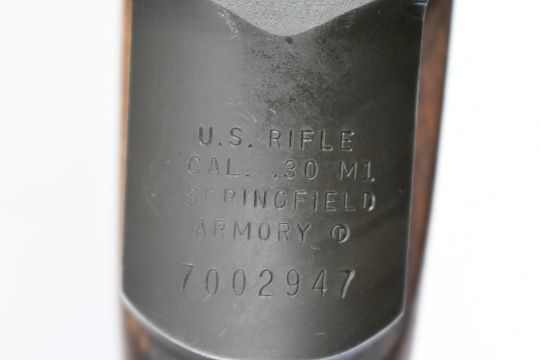 U.S. RIFLE
CAL. .30 M1
SPRINGFIELD
ARMORY
7002947